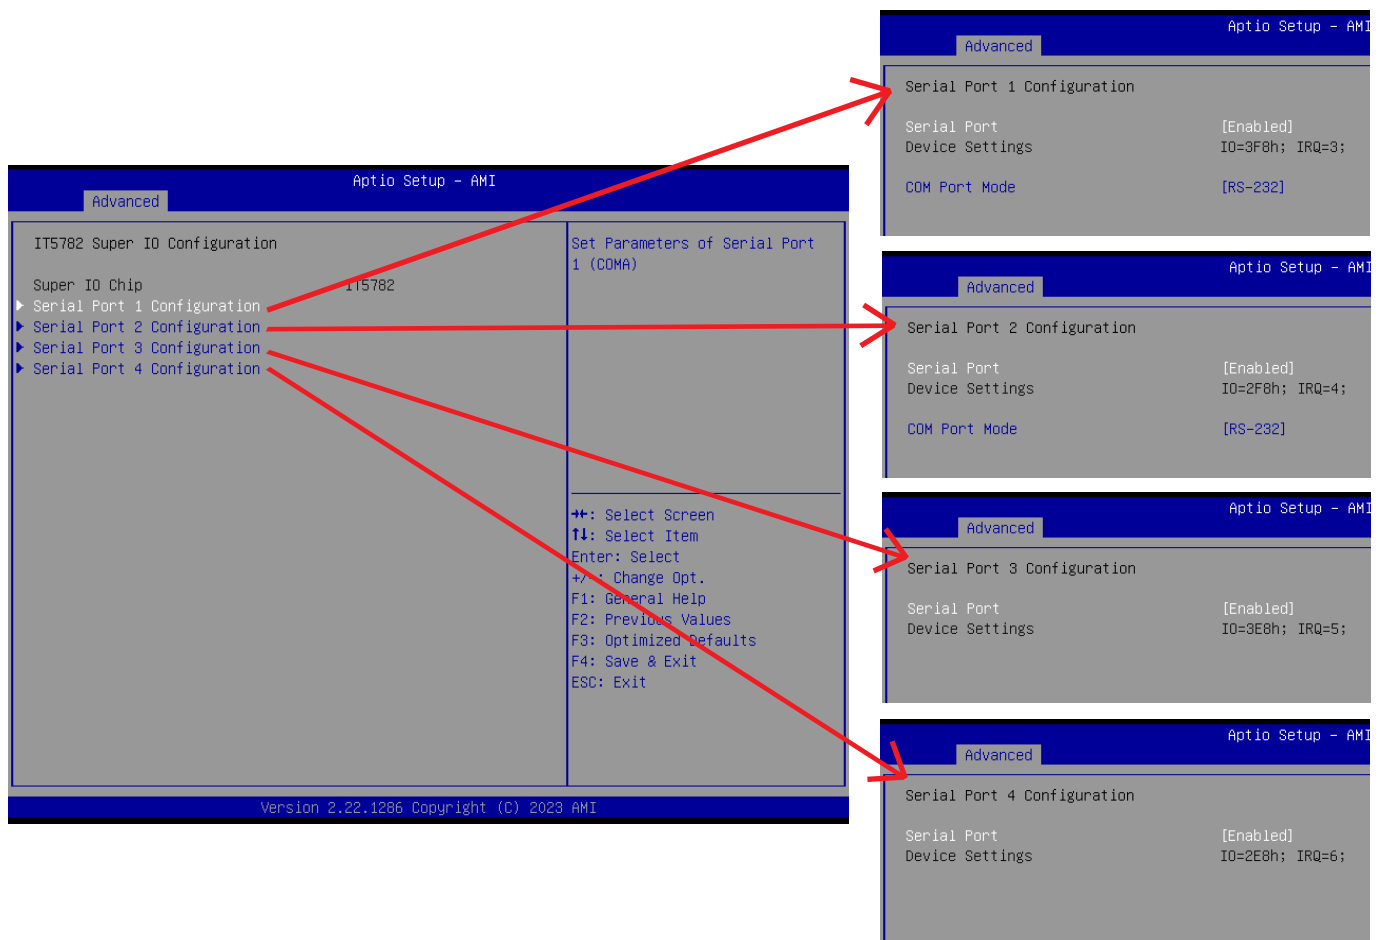 Aptio Setup – AMI
Advanced
IT5782 Super IO Configuration
Super IO Chip IT5782
Serial Port 1 Configuration
Serial Port 2 Configuration
Serial Port 3 Configuration
Serial Port 4 Configuration
Set Parameters of Serial Port
1 (COMA)
→←: Select Screen
↑↓: Select Item
Enter: Select
+/-: Change Opt.
F1: General Help
F2: Previous Values
F3: Optimized Defaults
F4: Save & Exit
ESC: Exit
Version 2.22.1286 Copyright (C) 2023 AMI
Aptio Setup – AMI
Advanced
Serial Port 1 Configuration
Serial Port [Enabled]
Device Settings IO=3F8h; IRQ=3;
COM Port Mode [RS-232]
Aptio Setup – AMI
Advanced
Serial Port 2 Configuration
Serial Port [Enabled]
Device Settings IO=2F8h; IRQ=4;
COM Port Mode [RS-232]
Aptio Setup – AMI
Advanced
Serial Port 3 Configuration
Serial Port [Enabled]
Device Settings IO=3E8h; IRQ=5;
Aptio Setup – AMI
Advanced
Serial Port 4 Configuration
Serial Port [Enabled]
Device Settings IO=2E8h; IRQ=6;